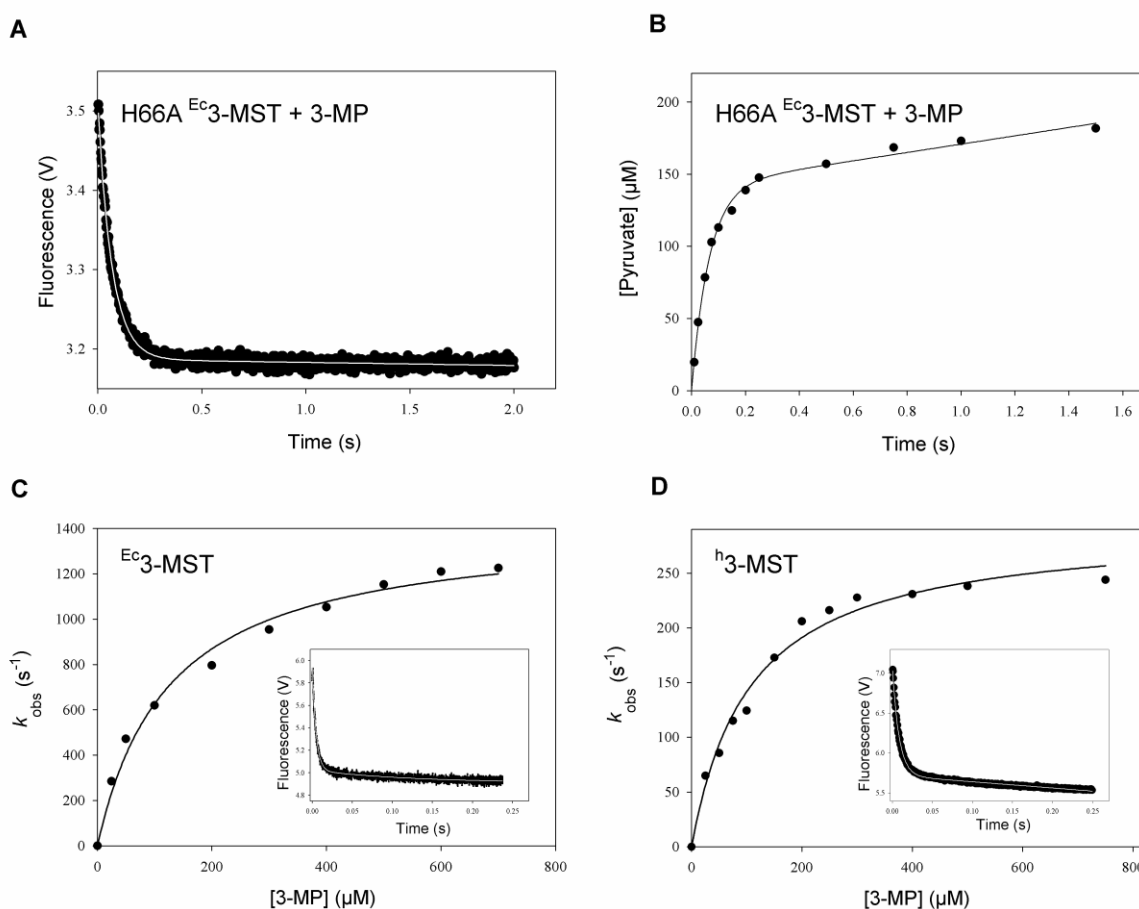 A
H66A Ec3-MST + 3-MP
Fluorescence (V)
3.5
3.4
3.3
3.2
0.0 0.5 1.0 1.5 2.0
Time (s)
B
H66A Ec3-MST + 3-MP
[Pyruvate] (µM)
200
150
100
50
0
0.0 0.2 0.4 0.6 0.8 1.0 1.2 1.4 1.6
Time (s)
C
Ec3-MST
kobs (s-1)
1400
1200
1000
800
600
400
200
0
0 200 400 600 800
[3-MP] (µM)
Fluorescence (V)
6.0
5.8
5.6
5.4
5.2
5.0
4.8
0.00 0.05 0.10 0.15 0.20 0.25
Time (s)
D
h3-MST
kobs (s-1)
250
200
150
100
50
0
0 200 400 600 800
[3-MP] (µM)
Fluorescence (V)
7.0
6.5
6.0
5.5
0.00 0.05 0.10 0.15 0.20 0.25
Time (s)